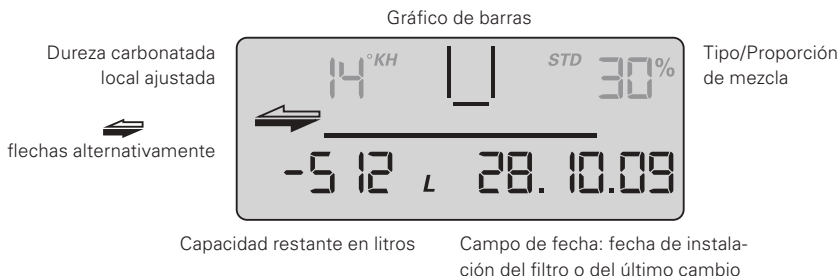 Gráfico de barras
Dureza carbonatada
local ajustada
14 °KH
STD 30%
Tipo/Proporción
de mezcla
flechas alternativamente
-512 L 28.10.09
Capacidad restante en litros
Campo de fecha: fecha de instala-
ción del filtro o del último cambio